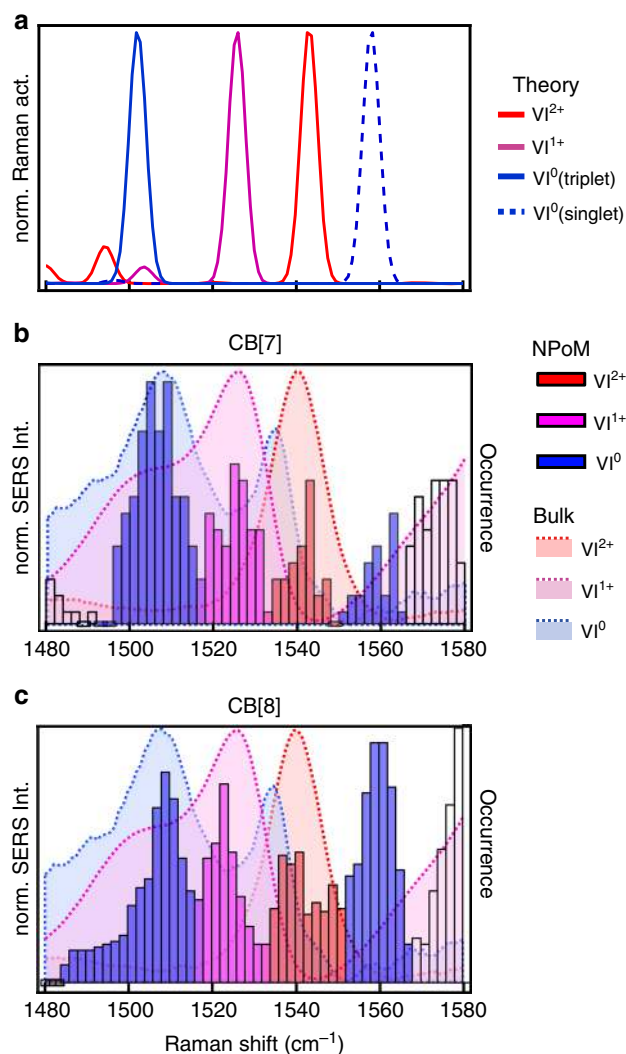 a
norm. Raman act.
Theory
VI²⁺
VI¹⁺
VI⁰(triplet)
VI⁰(singlet)
b
CB[7]
norm. SERS Int.
Occurrence
1480 1500 1520 1540 1560 1580
NPoM
VI²⁺
VI¹⁺
VI⁰
Bulk
VI²⁺
VI¹⁺
VI⁰
c
CB[8]
norm. SERS Int.
Occurrence
1480 1500 1520 1540 1560 1580
Raman shift (cm⁻¹)